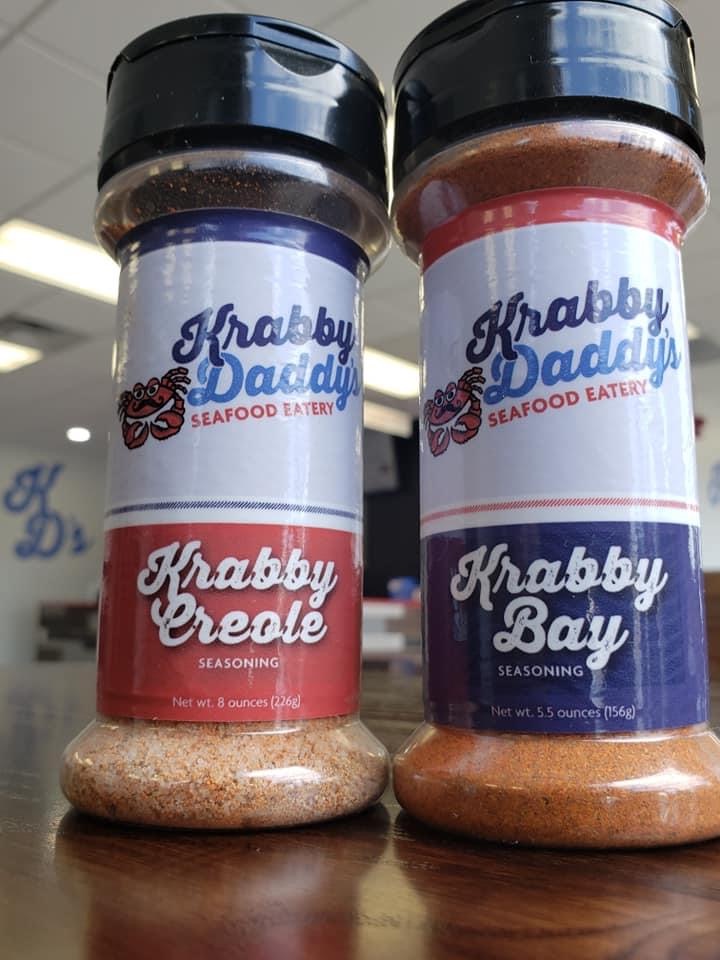 Krabby
Daddy's
SEAFOOD EATERY
Krabby
Creole
SEASONING
Net wt. 8 ounces (226g)
Krabby
Daddy's
SEAFOOD EATERY
Krabby
Bay
SEASONING
Net wt. 5.5 ounces (156g)
K
D's